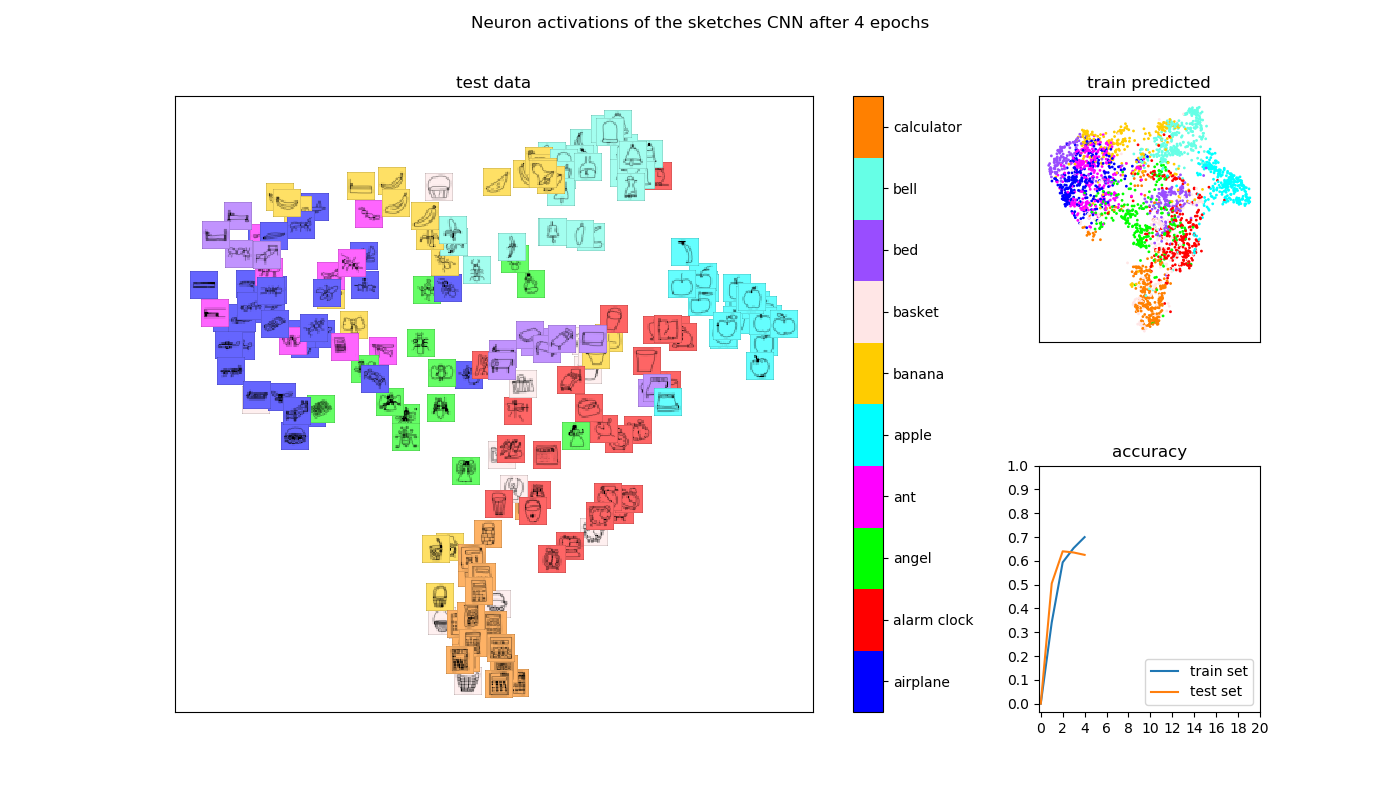 Neuron activations of the sketches CNN after 4 epochs
test data
calculator
bell
bed
basket
banana
apple
ant
angel
alarm clock
airplane
train predicted
accuracy
1.0
0.9
0.8
0.7
0.6
0.5
0.4
0.3
0.2
0.1
0.0
train set
test set
0 2 4 6 8 10 12 14 16 18 20